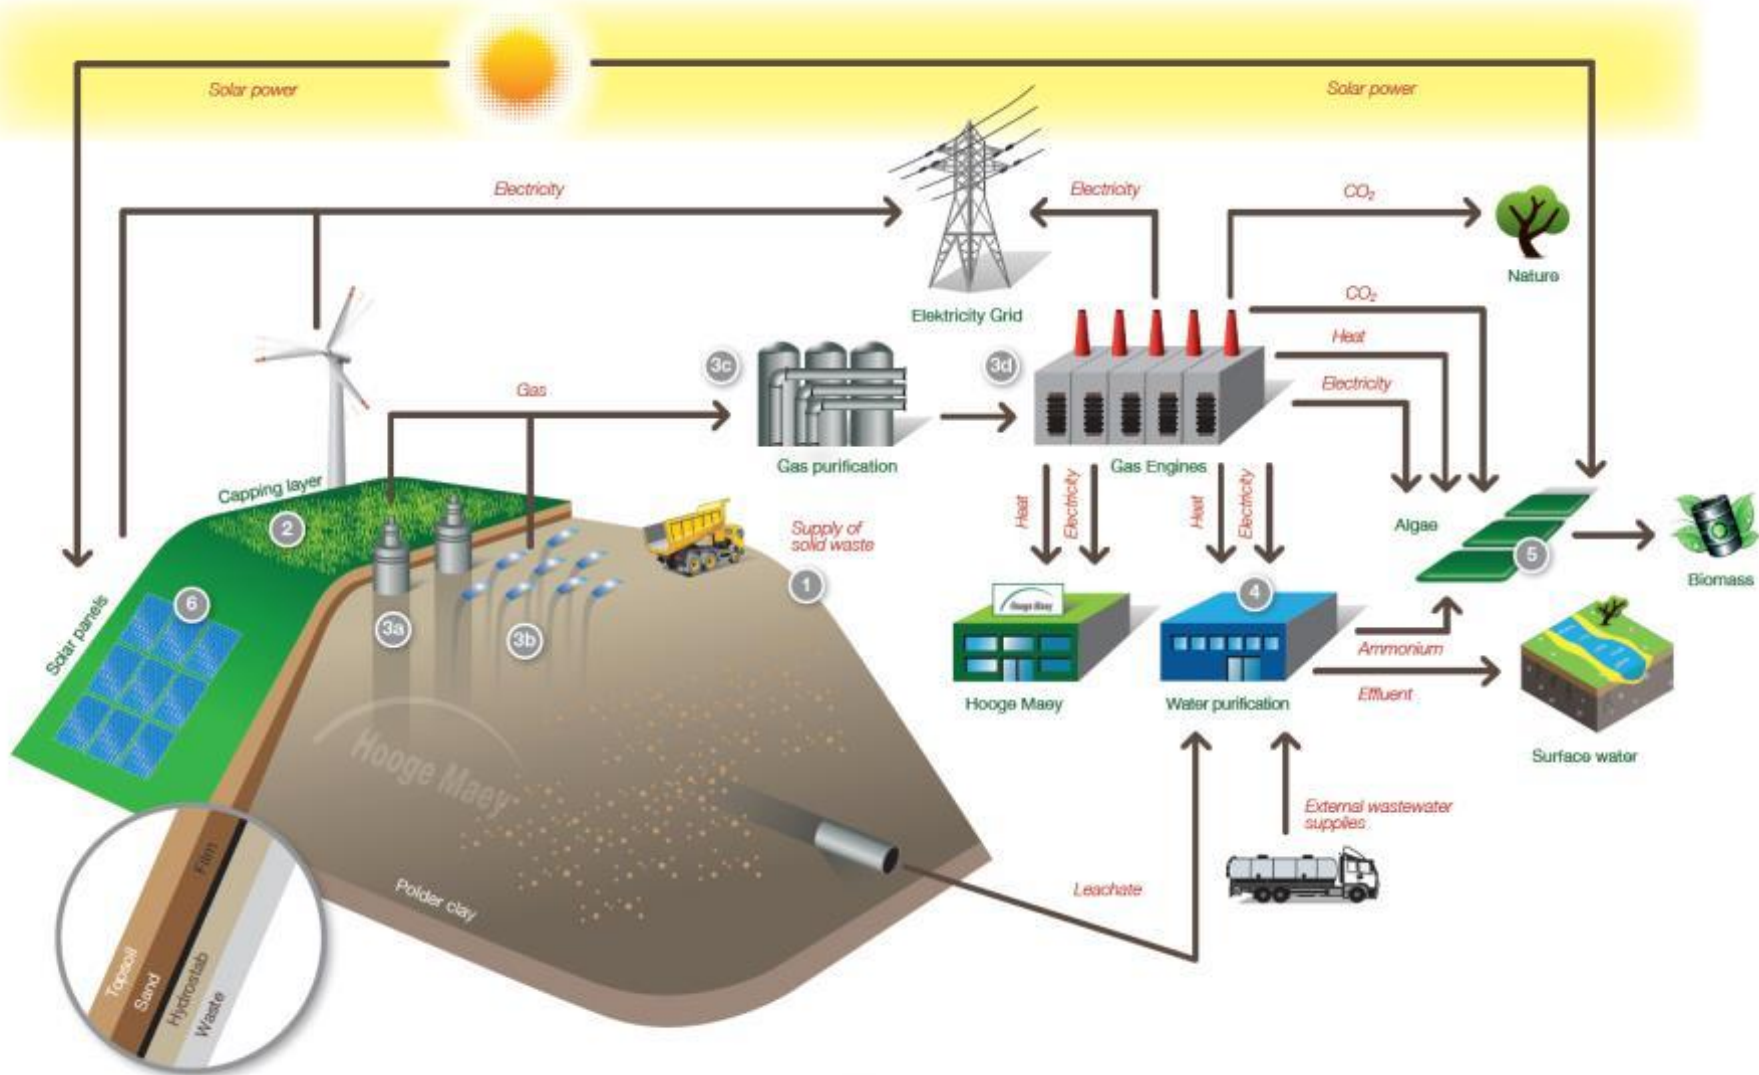 Solar power
Solar power
Electricity
Electricity
CO₂
Nature
CO₂
Elektricity Grid
Heat
3c
3d
Electricity
Gas
Gas purification
Gas Engines
Capping layer
2
Heat
Electricity
Heat
Electricity
Supply of
solid waste
1
Algae
5
Biomass
Solar panels
6
3a
3b
Hooge Maey
4
Hooge Maey
Water purification
Ammonium
Effluent
Surface water
Hooge Maey
External wastewater
supplies
Leachate
Polder clay
Film
Topsoil
Sand
Hydrostab
Waste